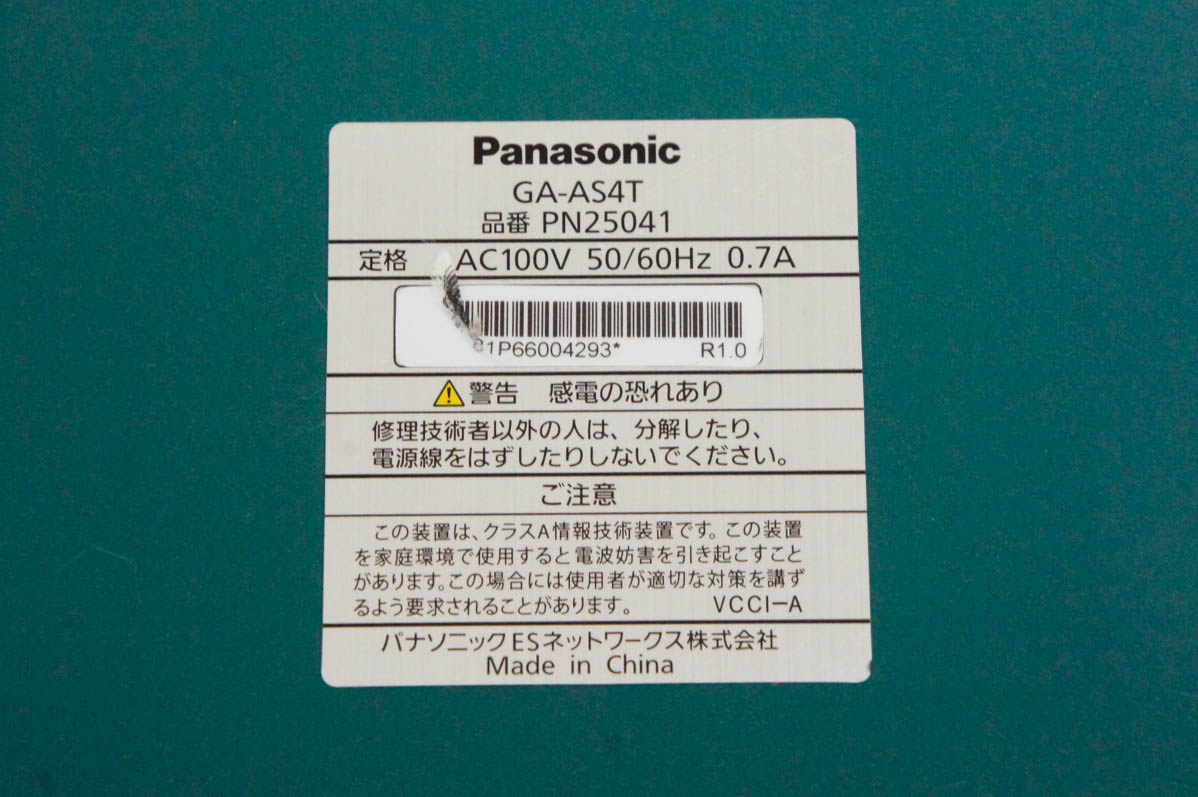 Panasonic
GA-AS4T
品番 PN25041
定格 AC100V 50/60Hz 0.7A
1P66004293* R1.0
警告 感電の恐れあり
修理技術者以外の人は、分解したり、
電源線をはずしたりしないでください。
ご注意
この装置は、クラスA情報技術装置です。この装置
を家庭環境で使用すると電波妨害を引き起こすこと
があります。この場合には使用者が適切な対策を講ず
るよう要求されることがあります。 VCCI-A
パナソニックESネットワークス株式会社
Made in China